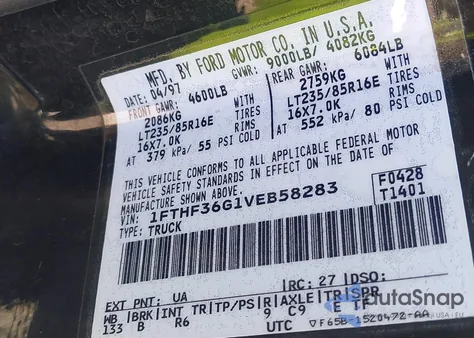 MFD. BY FORD MOTOR CO. IN U.S.A.
DATE: 04/97 GVWR: 9000LB/ 4082KG
FRONT GAWR: 4600LB REAR GAWR: 6084LB
2086KG WITH 2759KG WITH
LT235/85R16E TIRES LT235/85R16E TIRES
16X7.0K RIMS 16X7.0K RIMS
AT 379 kPa/ 55 PSI COLD AT 552 kPa/ 80 PSI COLD
THIS VEHICLE CONFORMS TO ALL APPLICABLE FEDERAL MOTOR
VEHICLE SAFETY STANDARDS IN EFFECT ON THE DATE OF
MANUFACTURE SHOWN ABOVE.
VIN: 1FTHF36G1VEB58283 F0428
TYPE: TRUCK T1401
EXT PNT: UA |RC: 27 |DSO:
WB |BRK|INT TR|TP/PS|R|AXLE|TR|SPR
133 B R6 9 C9 E
UTC
AutaSnap